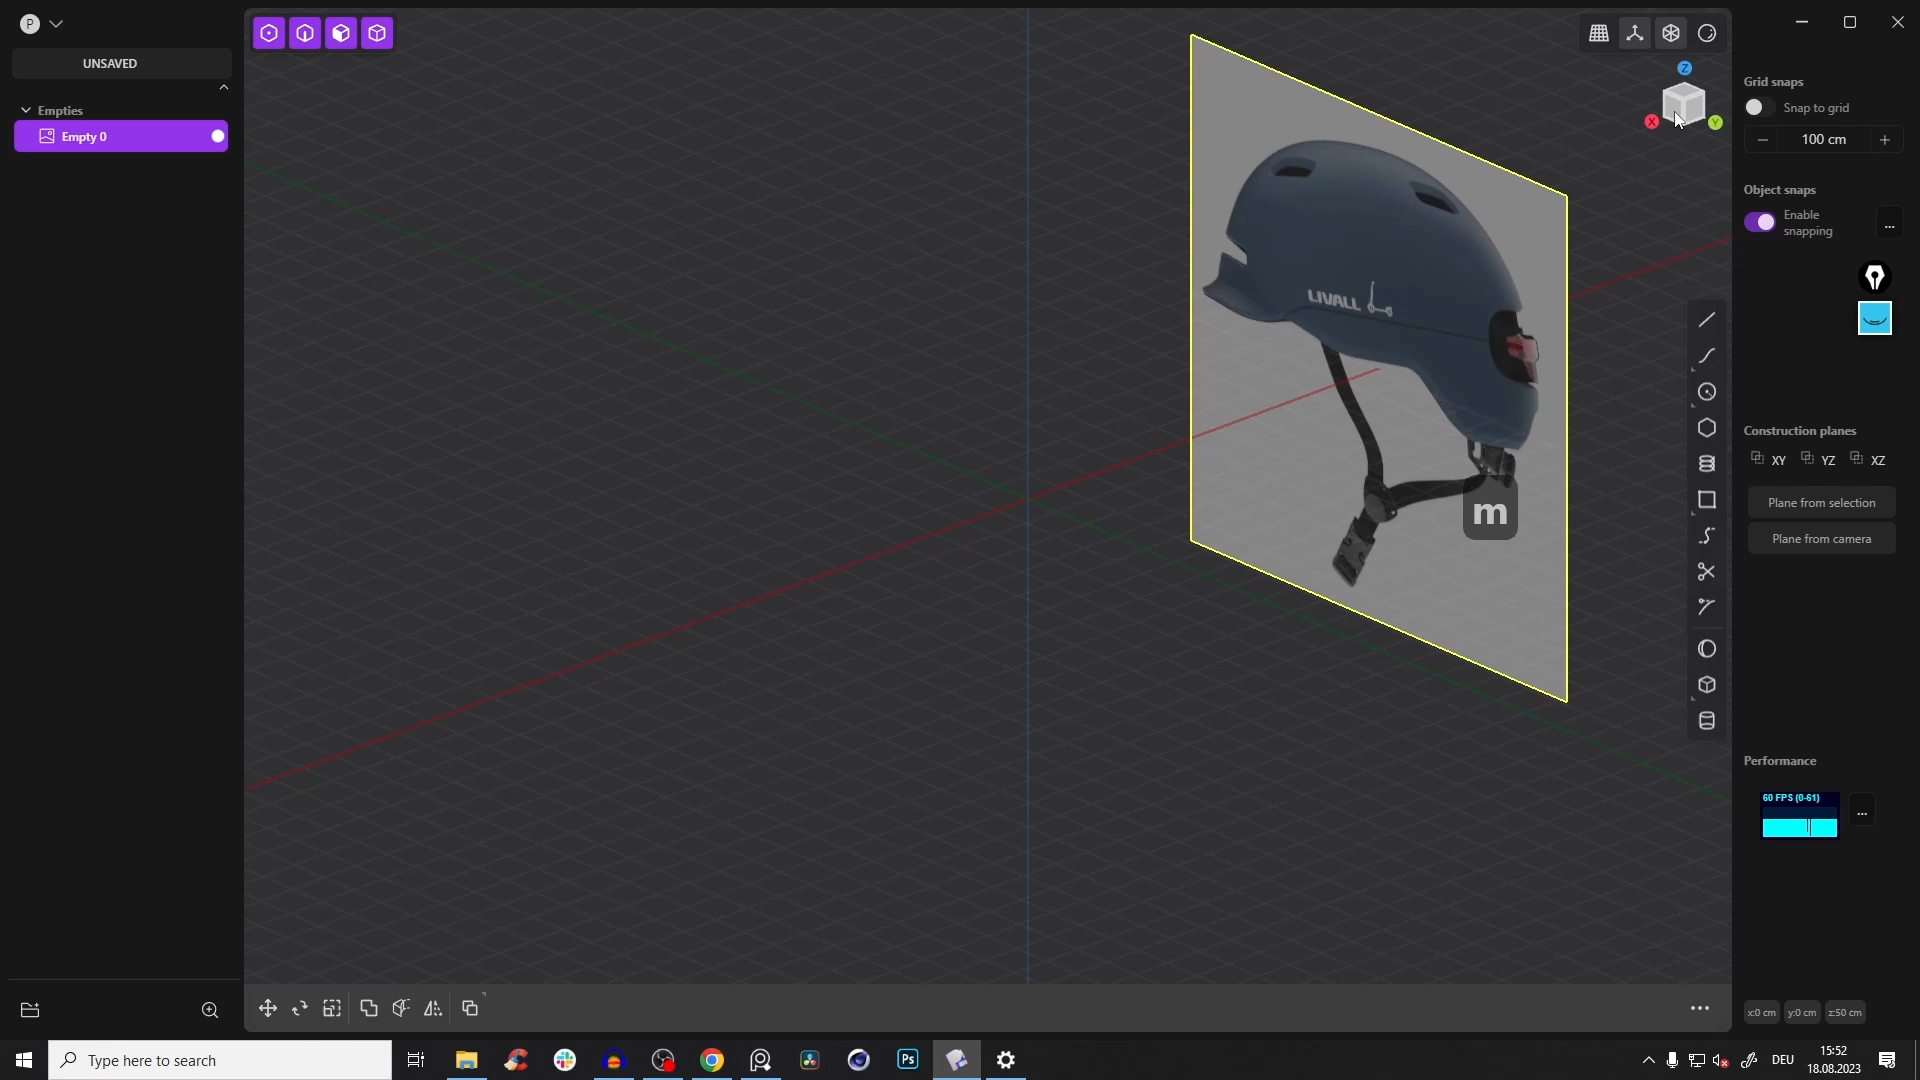 P
UNSAVED
Empties
Empty 0
Z
X
Y
Grid snaps
Snap to grid
100 cm
Object snaps
Enable
snapping
...
LIVALL
m
Construction planes
XY
YZ
XZ
Plane from selection
Plane from camera
Performance
60 FPS (0-61)
...
x:0 cm
y:0 cm
z:50 cm
Type here to search
Ps
DEU
15:52
18.08.2023